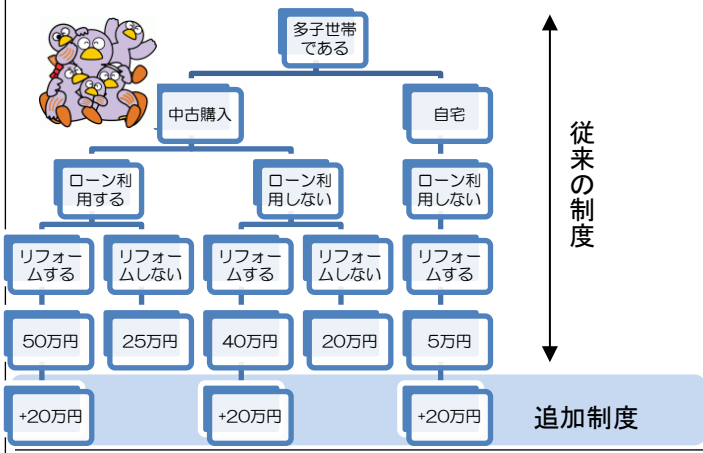 多子世帯
である
中古購入
自宅
ローン利
用する
ローン利
用しない
ローン利
用しない
リフォー
ムする
リフォー
ムしない
リフォー
ムする
リフォー
ムしない
リフォー
ムする
50万円
25万円
40万円
20万円
5万円
従来の制度
+20万円
+20万円
+20万円
追加制度